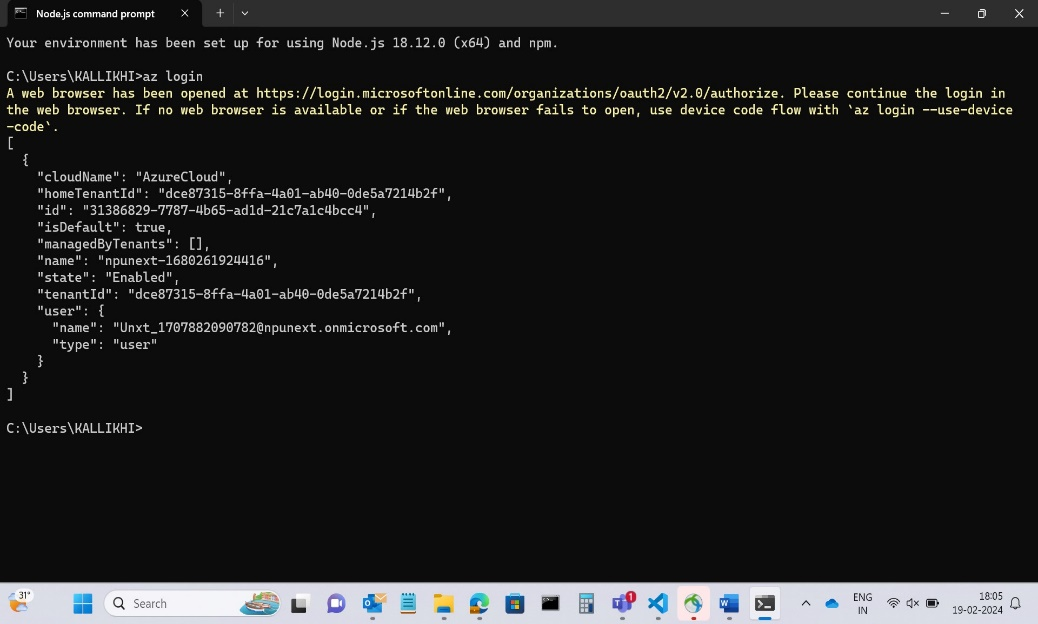 Node.js command prompt
Your environment has been set up for using Node.js 18.12.0 (x64) and npm.
C:\Users\KALLIKHI>az login
A web browser has been opened at https://login.microsoftonline.com/organizations/oauth2/v2.0/authorize. Please continue the login in
the web browser. If no web browser is available or if the web browser fails to open, use device code flow with `az login --use-device
-code`.
[
  {
    "cloudName": "AzureCloud",
    "homeTenantId": "dce87315-8ffa-4a01-ab40-0de5a7214b2f",
    "id": "31386829-7787-4b65-ad1d-21c7a1c4bcc4",
    "isDefault": true,
    "managedByTenants": [],
    "name": "npunext-1680261924416",
    "state": "Enabled",
    "tenantId": "dce87315-8ffa-4a01-ab40-0de5a7214b2f",
    "user": {
      "name": "Unxt_1707882090782@npunext.onmicrosoft.com",
      "type": "user"
    }
  }
]
C:\Users\KALLIKHI>
31°
Search
1
ENG
IN
18:05
19-02-2024